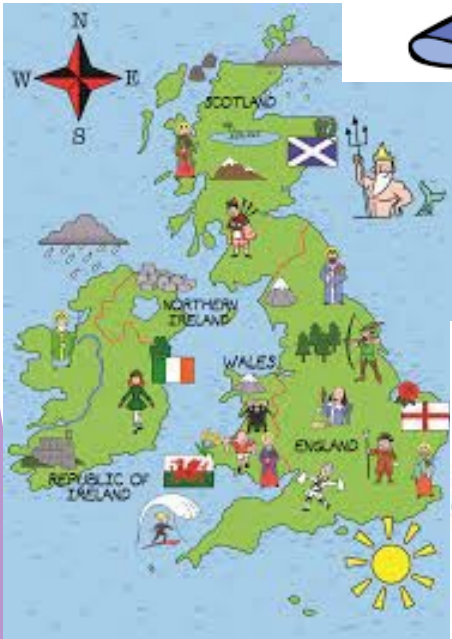 N
W E
S
SCOTLAND
NORTHERN
IRELAND
WALES
ENGLAND
REPUBLIC OF
IRELAND